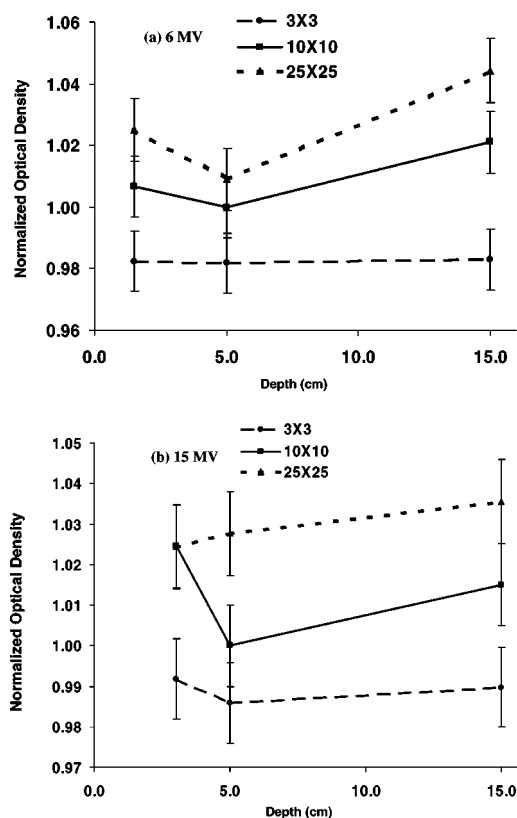 (a) 6 MV
3X3
10X10
25X25
Normalized Optical Density
1.06
1.04
1.02
1.00
0.98
0.96
0.0
5.0
10.0
15.0
Depth (cm)
(b) 15 MV
3X3
10X10
25X25
Normalized Optical Density
1.05
1.04
1.03
1.02
1.01
1.00
0.99
0.98
0.97
0.0
5.0
10.0
15.0
Depth (cm)